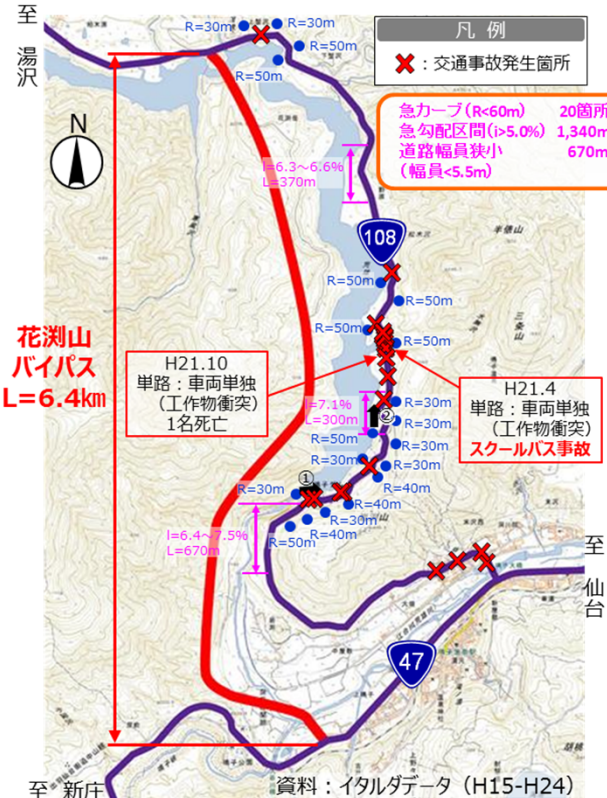 至 湯沢
凡 例
：交通事故発生箇所
急カーブ(R<60m) 20箇所
急勾配区間(i>5.0%) 1,340m
道路幅員狭小 670m
(幅員<5.5m)
N
R=30m
R=30m
R=50m
R=50m
i=6.3～6.6%
L=370m
108
R=50m
R=50m
R=50m
R=50m
花渕山
バイパス
L=6.4km
H21.10
単路：車両単独
（工作物衝突）
1名死亡
H21.4
単路：車両単独
（工作物衝突）
スクールバス事故
i=7.1%
L=300m
②
R=30m
R=30m
R=50m
R=30m
R=30m
①
R=30m
R=40m
R=30m
R=40m
R=50m
i=6.4～7.5%
L=670m
至 仙台
47
至 新庄
資料：イタルダデータ（H15-H24）